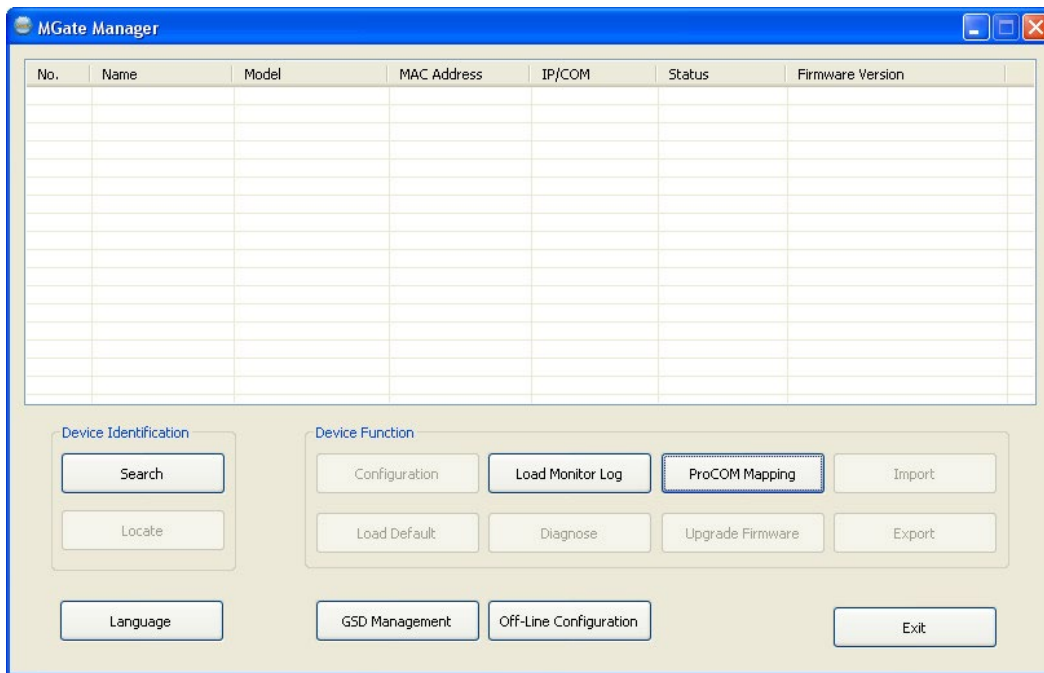 MGate Manager
No. Name Model MAC Address IP/COM Status Firmware Version
Device Identification Device Function
Search Configuration Load Monitor Log ProCOM Mapping Import
Locate Load Default Diagnose Upgrade Firmware Export
Language GSD Management Off-Line Configuration Exit